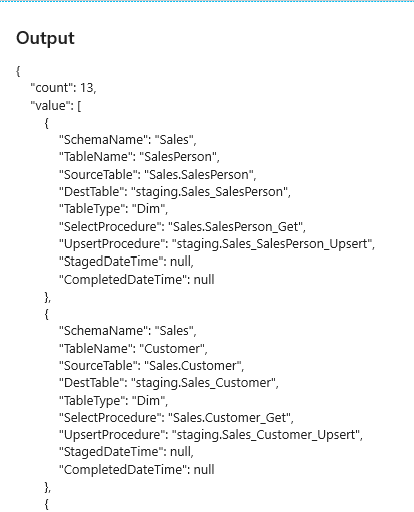 Output
{
"count": 13,
"value": [
{
"SchemaName": "Sales",
"TableName": "SalesPerson",
"SourceTable": "Sales.SalesPerson",
"DestTable": "staging.Sales_SalesPerson",
"TableType": "Dim",
"SelectProcedure": "Sales.SalesPerson_Get",
"UpsertProcedure": "staging.Sales_SalesPerson_Upsert",
"StagedDateTime": null,
"CompletedDateTime": null
},
{
"SchemaName": "Sales",
"TableName": "Customer",
"SourceTable": "Sales.Customer",
"DestTable": "staging.Sales_Customer",
"TableType": "Dim",
"SelectProcedure": "Sales.Customer_Get",
"UpsertProcedure": "staging.Sales_Customer_Upsert",
"StagedDateTime": null,
"CompletedDateTime": null
},
{